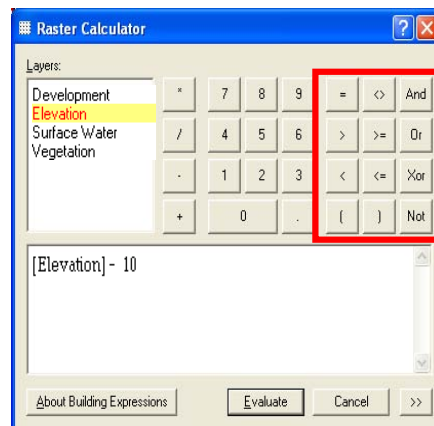 Raster Calculator
Layers:
Development
Elevation
Surface Water
Vegetation
* 7 8 9 = <> And
/ 4 5 6 > >= Or
- 1 2 3 < <= Xor
+ 0 . ( ) Not
[Elevation] - 10
About Building Expressions Evaluate Cancel >>